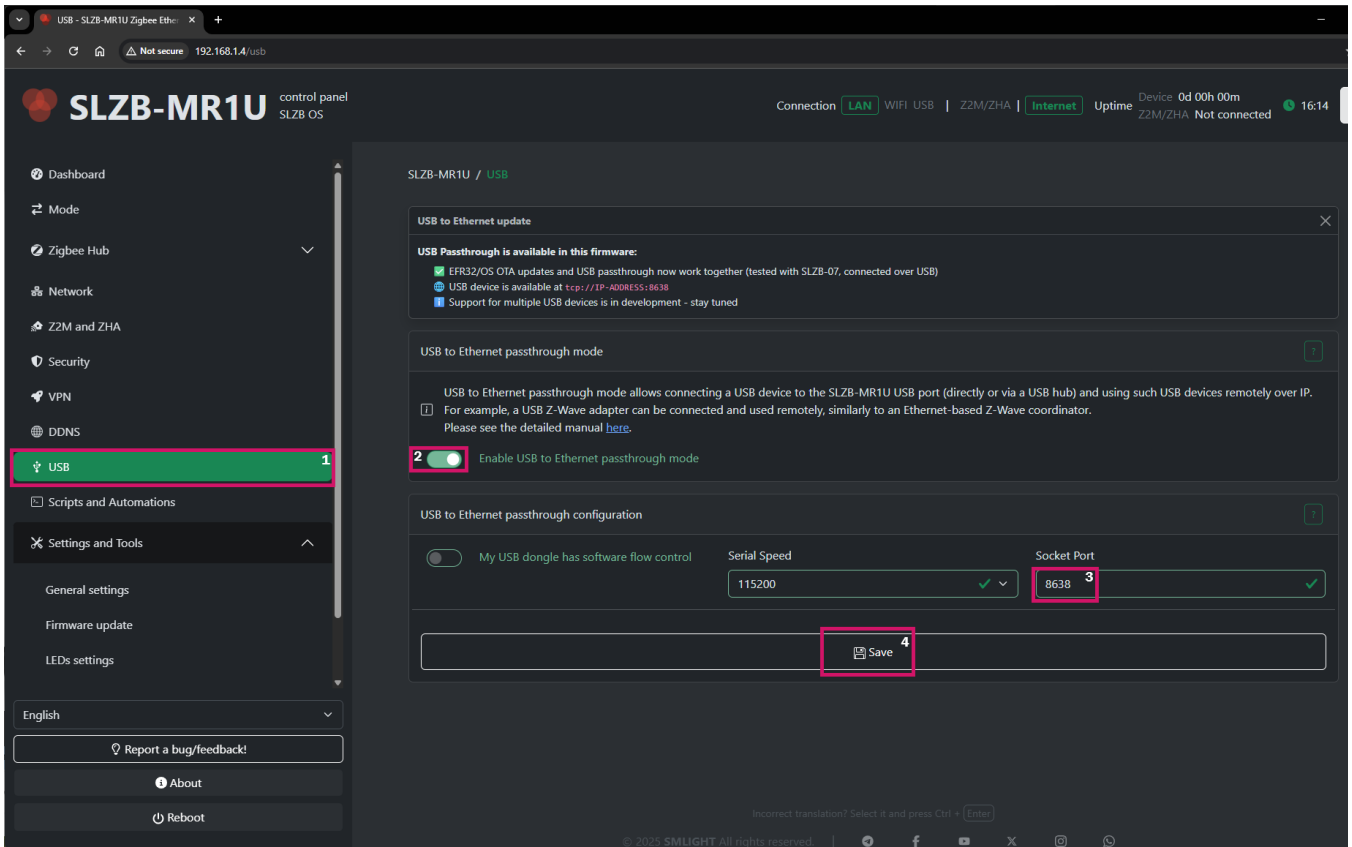 USB - SLZB-MR1U Zigbee Ether
Not secure 192.168.1.4/usb
SLZB-MR1U
control panel
SLZB OS
Connection LAN WIFI USB | Z2M/ZHA | Internet Uptime
Device 0d 00h 00m
Z2M/ZHA Not connected
16:14
Dashboard
Mode
Zigbee Hub
Network
Z2M and ZHA
Security
VPN
DDNS
USB 1
Scripts and Automations
Settings and Tools
General settings
Firmware update
LEDs settings
English
Report a bug/feedback!
About
Reboot
SLZB-MR1U / USB
USB to Ethernet update
USB Passthrough is available in this firmware:
EFR32/OS OTA updates and USB passthrough now work together (tested with SLZB-07, connected over USB)
USB device is available at tcp://IP-ADDRESS:8638
Support for multiple USB devices is in development - stay tuned
USB to Ethernet passthrough mode ?
USB to Ethernet passthrough mode allows connecting a USB device to the SLZB-MR1U USB port (directly or via a USB hub) and using such USB devices remotely over IP.
For example, a USB Z-Wave adapter can be connected and used remotely, similarly to an Ethernet-based Z-Wave coordinator.
Please see the detailed manual here.
2 Enable USB to Ethernet passthrough mode
USB to Ethernet passthrough configuration ?
My USB dongle has software flow control
Serial Speed
115200
Socket Port
8638 3
Save 4
Incorrect translation? Select it and press Ctrl + Enter
© 2025 SMLIGHT All rights reserved. |